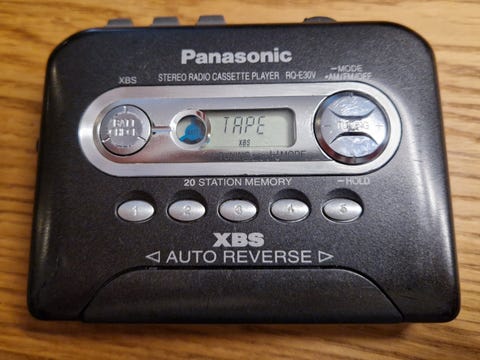 Panasonic
XBS
STEREO RADIO CASSETTE PLAYER RQ-E30V
–MODE
•AM/FM/OFF
TAPE
XBS
TUNING
20 STATION MEMORY
–HOLD
1 2 3 4 5
XBS
◁ AUTO REVERSE ▷